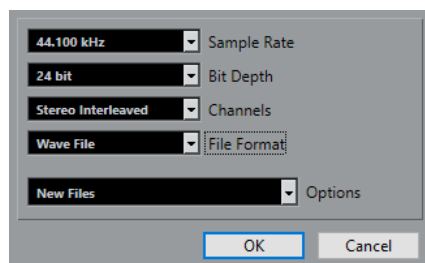 44.100 kHz Sample Rate
24 bit Bit Depth
Stereo Interleaved Channels
Wave File File Format
New Files Options
OK Cancel